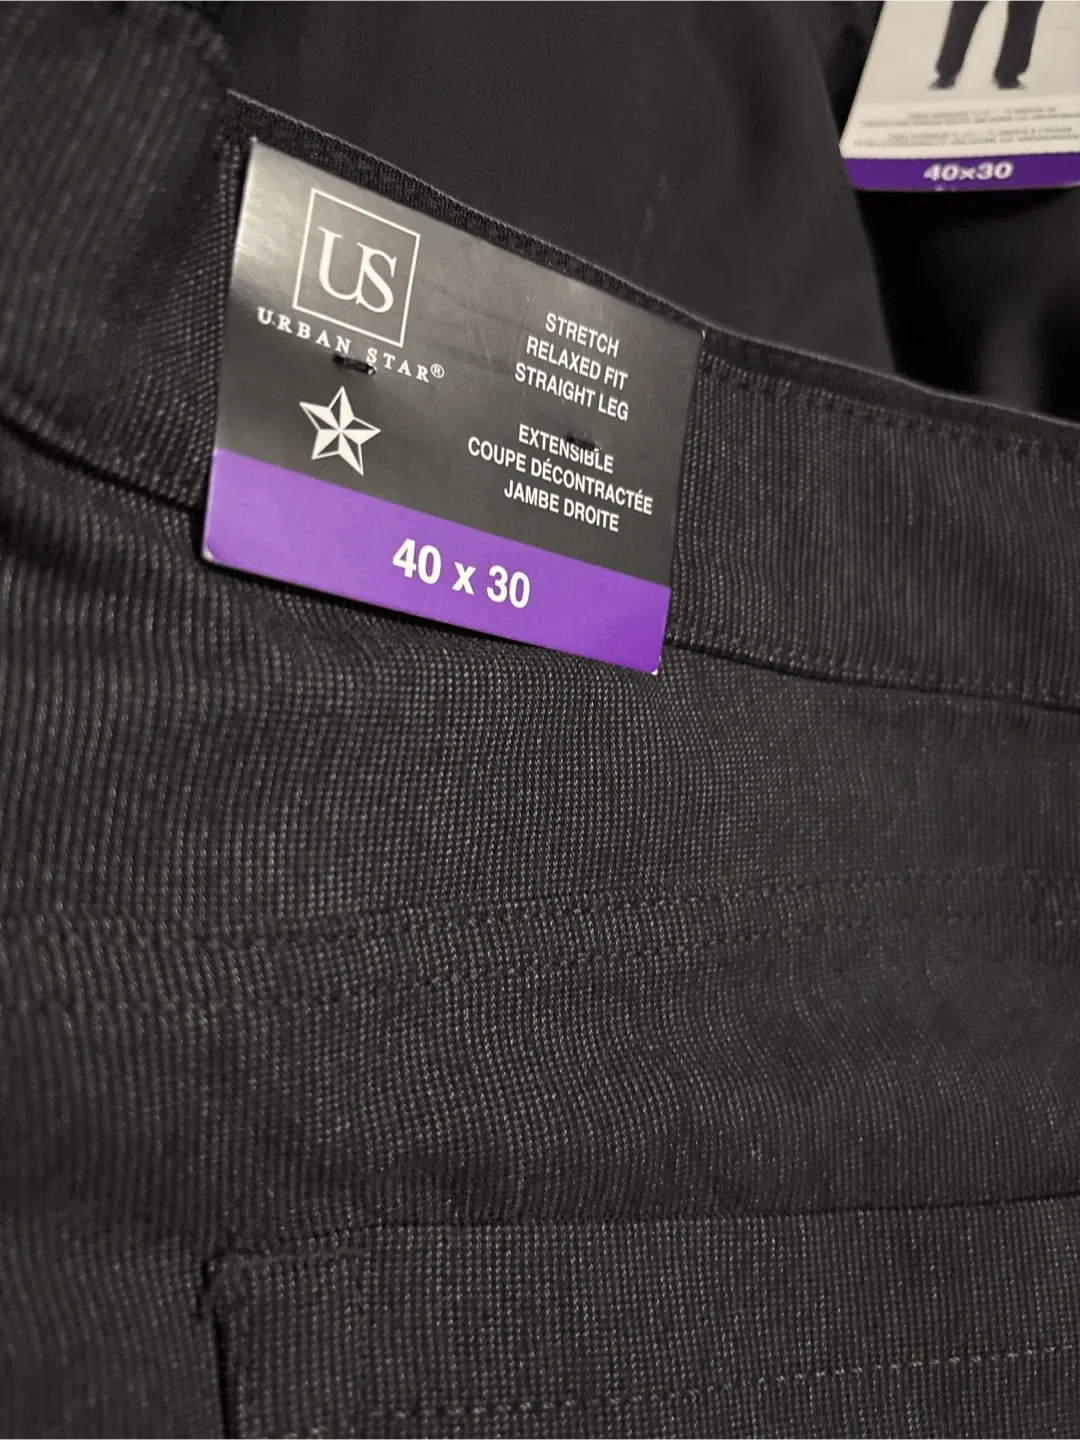 US
URBAN STAR®
STRETCH
RELAXED FIT
STRAIGHT LEG
EXTENSIBLE
COUPE DÉCONTRACTÉE
JAMBE DROITE
40 x 30
40x30